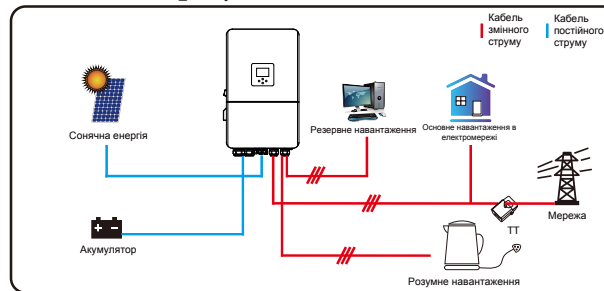 Кабель
змінного
струму
Кабель
постійного
струму
Сонячна енергія
Резервне навантаження
Основне навантаження в
електромережі
Мережа
ТТ
Акумулятор
Розумне навантаження